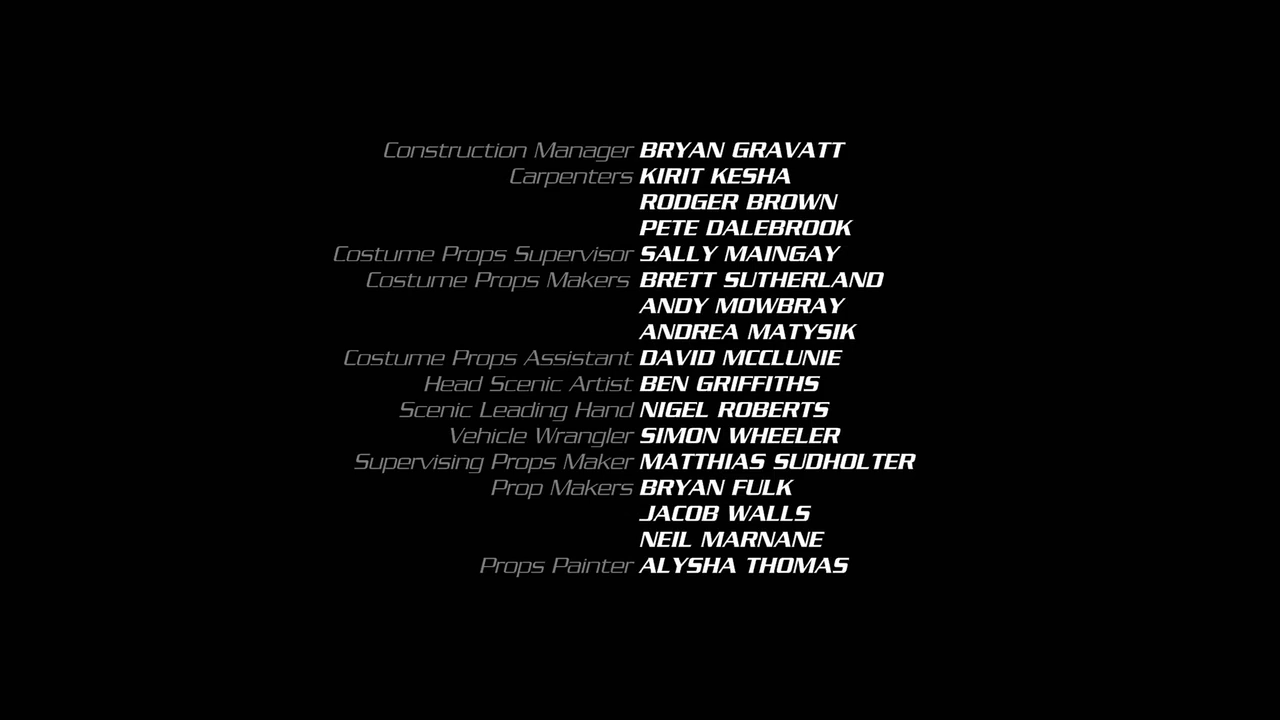 Construction Manager BRYAN GRAVATT
Carpenters KIRIT KESHA
RODGER BROWN
PETE DALEBROOK
Costume Props Supervisor SALLY MAINGAY
Costume Props Makers BRETT SUTHERLAND
ANDY MOWBRAY
ANDREA MATYSIK
Costume Props Assistant DAVID MCCLUNIE
Head Scenic Artist BEN GRIFFITHS
Scenic Leading Hand NIGEL ROBERTS
Vehicle Wrangler SIMON WHEELER
Supervising Props Maker MATTHIAS SUDHOLTER
Prop Makers BRYAN FULK
JACOB WALLS
NEIL MARNANE
Props Painter ALYSHA THOMAS